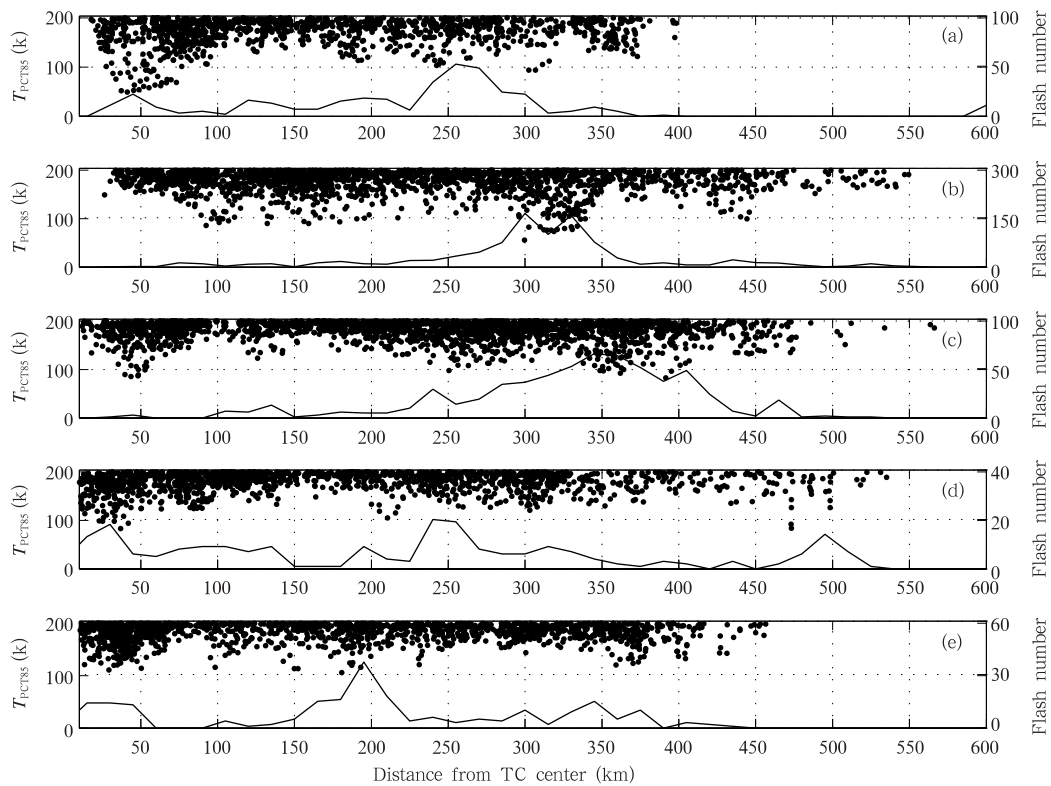 200 100
(a)
T_PCT85 (k) 100 50 Flash number
0 0
50 100 150 200 250 300 350 400 450 500 550 600
200 300
(b)
T_PCT85 (k) 100 150 Flash number
0 0
50 100 150 200 250 300 350 400 450 500 550 600
200 100
(c)
T_PCT85 (k) 100 50 Flash number
0 0
50 100 150 200 250 300 350 400 450 500 550 600
200 40
(d)
T_PCT85 (k) 100 20 Flash number
0 0
50 100 150 200 250 300 350 400 450 500 550 600
200 60
(e)
T_PCT85 (k) 100 30 Flash number
0 0
50 100 150 200 250 300 350 400 450 500 550 600
Distance from TC center (km)